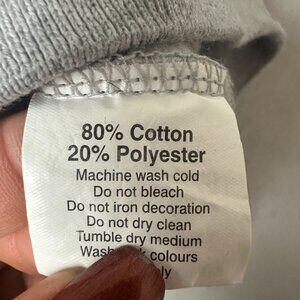 80% Cotton
20% Polyester
Machine wash cold
Do not bleach
Do not iron decoration
Do not dry clean
Tumble dry medium
colours